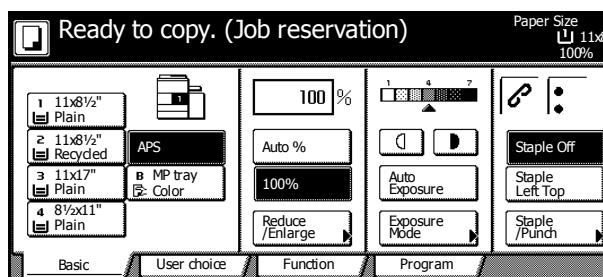 Ready to copy. (Job reservation)
Paper Size
11x8
100%
1 11x8½"
Plain
2 11x8½"
Recycled
3 11x17"
Plain
4 8½x11"
Plain
1
APS
B MP tray
Color
100 %
Auto %
100%
Reduce
/Enlarge
1 4 7
Auto
Exposure
Exposure
Mode
Staple Off
Staple
Left Top
Staple
/Punch
Basic
User choice
Function
Program